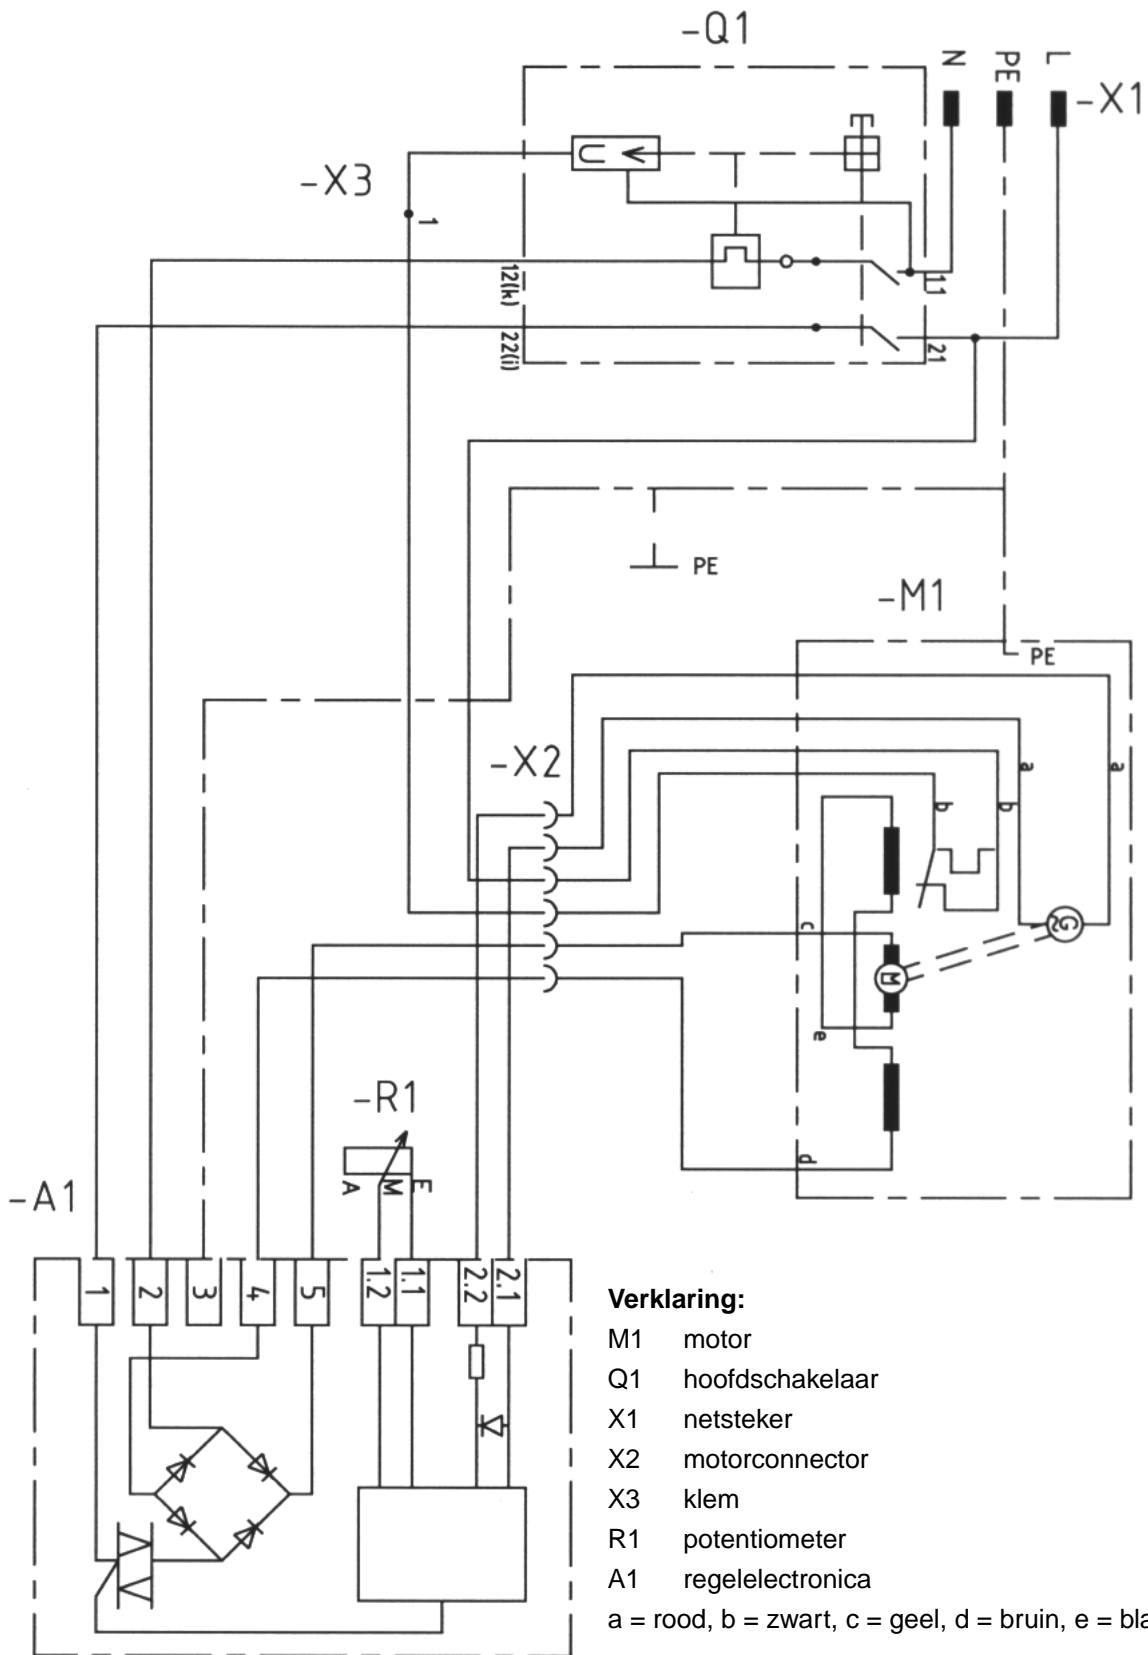 -Q1
N
PE
L
-X1
-X3
1
12(k)
11
22(i)
21
U
PE
-M1
PE
-X2
a
a
b
b
c
G
M
e
d
-R1
A
M
E
-A1
1
2
3
4
5
1.2
1.1
2.2
2.1
Verklaring:
M1 motor
Q1 hoofdschakelaar
X1 netsteker
X2 motorconnector
X3 klem
R1 potentiometer
A1 regelelectronica
a = rood, b = zwart, c = geel, d = bruin, e = bla